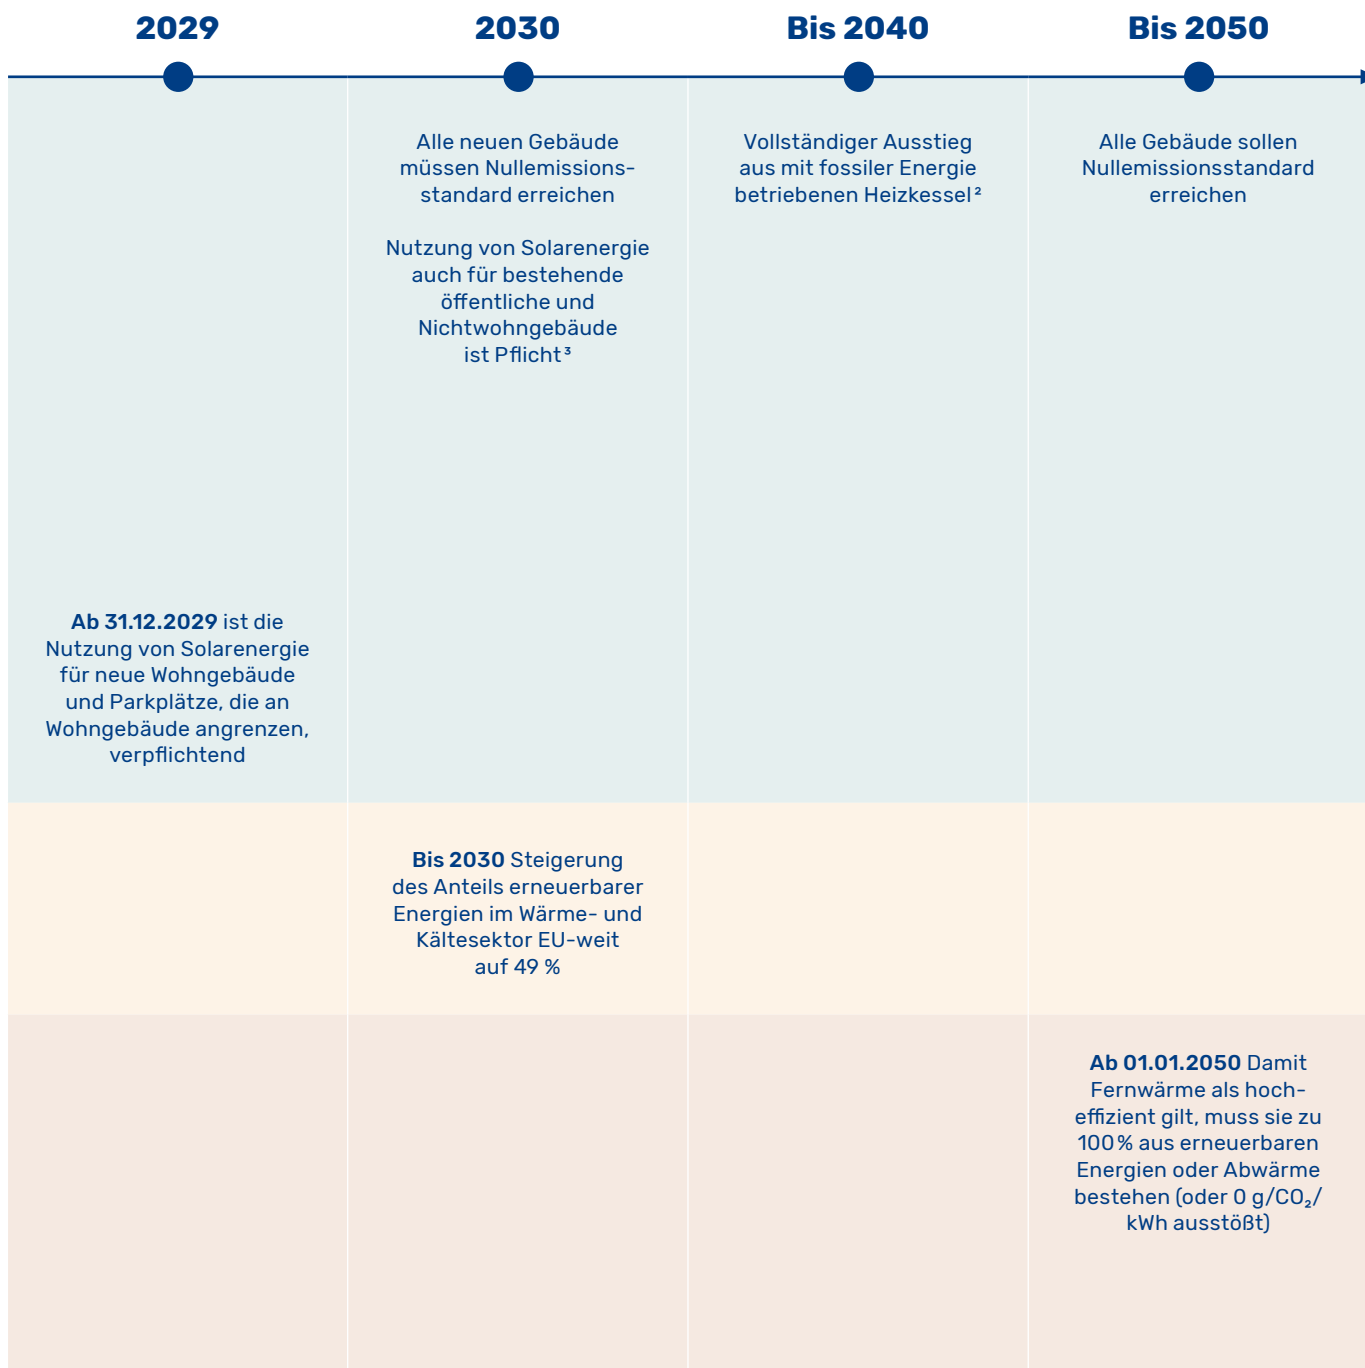 2029
2030
Bis 2040
Bis 2050
Alle neuen Gebäude
müssen Nullemissions-
standard erreichen
Nutzung von Solarenergie
auch für bestehende
öffentliche und
Nichtwohngebäude
ist Pflicht³
Vollständiger Ausstieg
aus mit fossiler Energie
betriebenen Heizkessel²
Alle Gebäude sollen
Nullemissionsstandard
erreichen
Ab 31.12.2029 ist die
Nutzung von Solarenergie
für neue Wohngebäude
und Parkplätze, die an
Wohngebäude angrenzen,
verpflichtend
Bis 2030 Steigerung
des Anteils erneuerbarer
Energien im Wärme- und
Kältesektor EU-weit
auf 49 %
Ab 01.01.2050 Damit
Fernwärme als hoch-
effizient gilt, muss sie zu
100 % aus erneuerbaren
Energien oder Abwärme
bestehen (oder 0 g/CO₂/
kWh ausstößt)